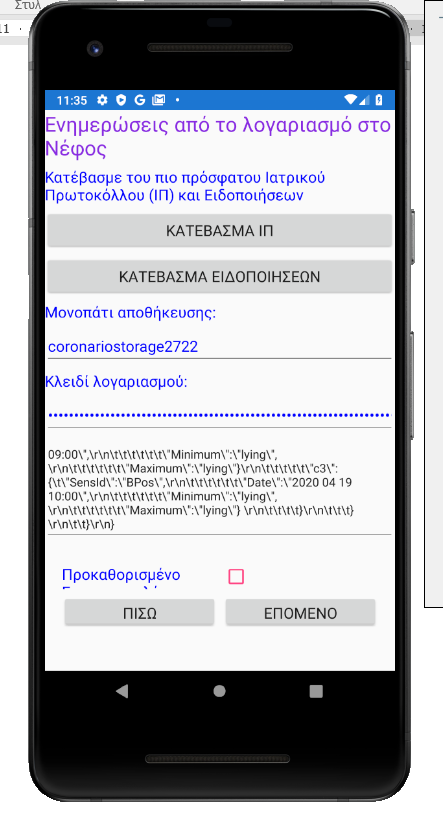 Στυλ
11
11:35
Ενημερώσεις από το λογαριασμό στο
Νέφος
Κατέβασμε του πιο πρόσφατου Ιατρικού
Πρωτοκόλλου (ΙΠ) και Ειδοποιήσεων
ΚΑΤΕΒΑΣΜΑ ΙΠ
ΚΑΤΕΒΑΣΜΑ ΕΙΔΟΠΟΙΗΣΕΩΝ
Μονοπάτι αποθήκευσης:
coronariostorage2722
Κλειδί λογαριασμού:
09:00\",\r\n\t\t\t\t\t\t\"Minimum\":\"lying\",
\r\n\t\t\t\t\t\t\"Maximum\":\"lying\"}\r\n\t\t\t\t\t\"c3\":
{\t\"SensId\":\"BPos\",\r\n\t\t\t\t\t\t\"Date\":\"2020 04 19
10:00\",\r\n\t\t\t\t\t\t\"Minimum\":\"lying\",
\r\n\t\t\t\t\t\t\"Maximum\":\"lying\"} \r\n\t\t\t\t}\r\n\t\t\t}
\r\n\t\t}\r\n}
Προκαθορισμένο
ΠΙΣΩ
ΕΠΟΜΕΝΟ